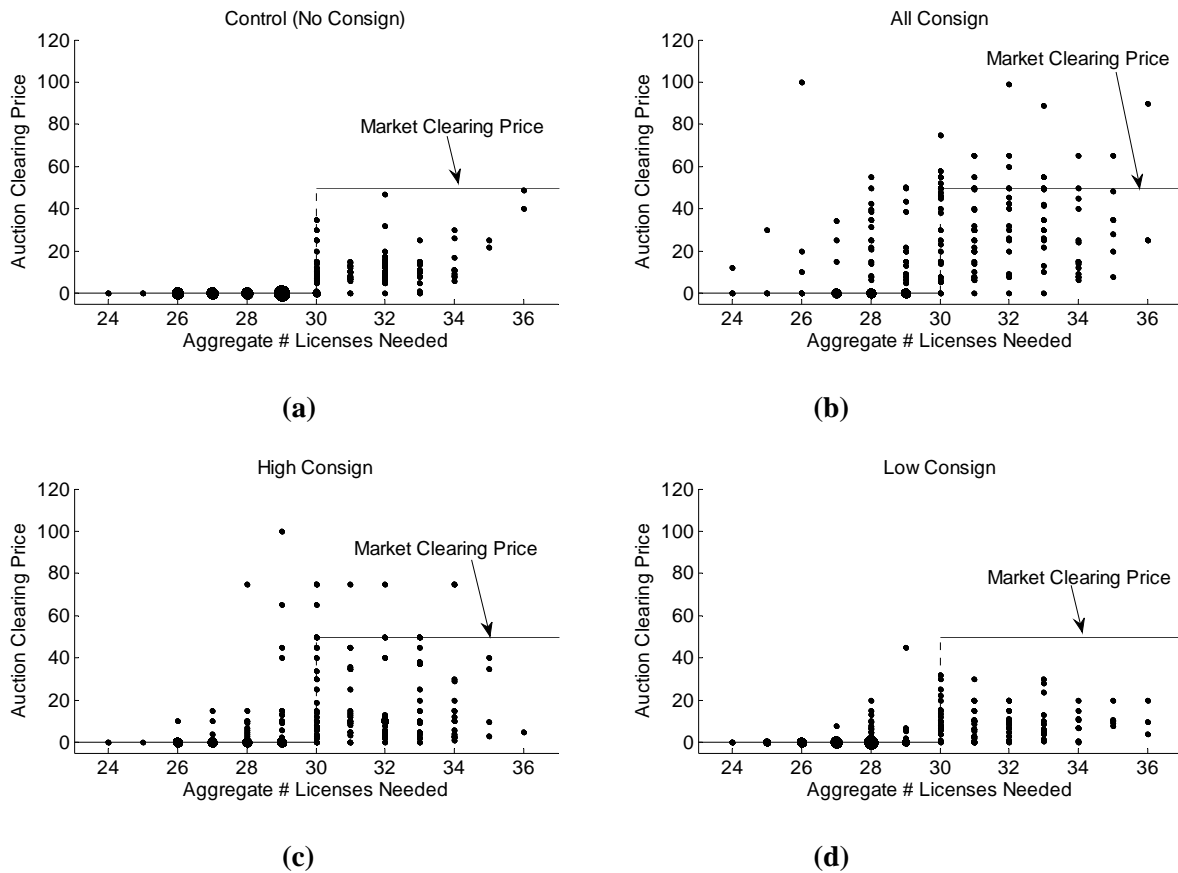 Control (No Consign)
120
100
80
60
40
20
0
Auction Clearing Price
Market Clearing Price
24 26 28 30 32 34 36
Aggregate # Licenses Needed
(a)
All Consign
120
100
80
60
40
20
0
Auction Clearing Price
Market Clearing Price
24 26 28 30 32 34 36
Aggregate # Licenses Needed
(b)
High Consign
120
100
80
60
40
20
0
Auction Clearing Price
Market Clearing Price
24 26 28 30 32 34 36
Aggregate # Licenses Needed
(c)
Low Consign
120
100
80
60
40
20
0
Auction Clearing Price
Market Clearing Price
24 26 28 30 32 34 36
Aggregate # Licenses Needed
(d)